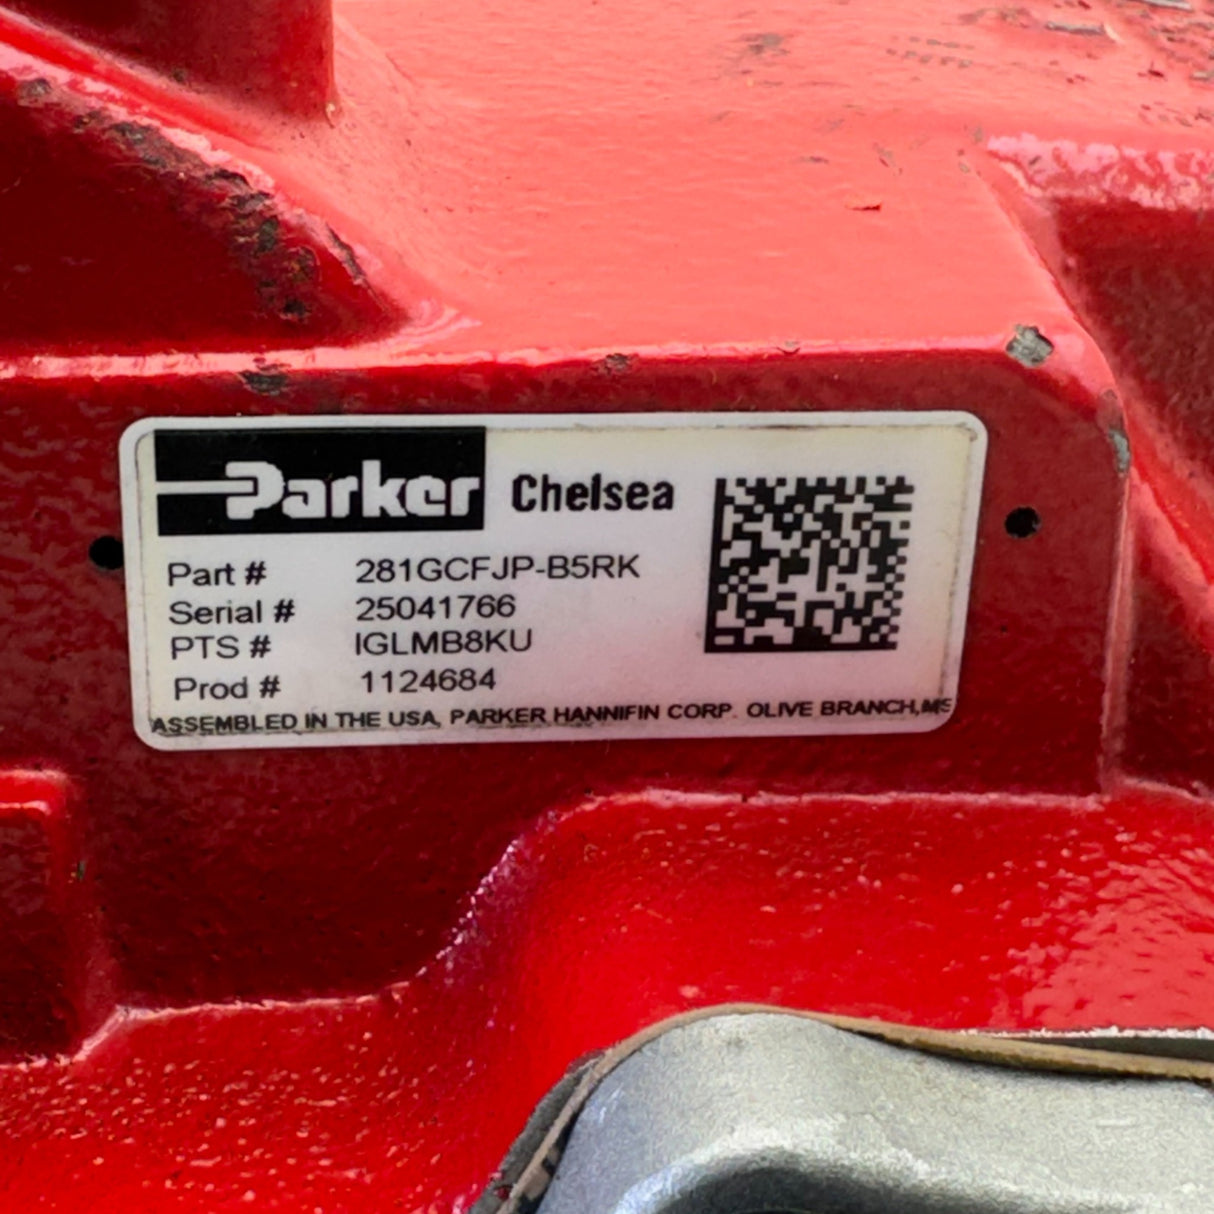 Parker Chelsea
Part # 281GCFJP-B5RK
Serial # 25041766
PTS # IGLMB8KU
Prod # 1124684
ASSEMBLED IN THE USA, PARKER HANNIFIN CORP. OLIVE BRANCH, MS